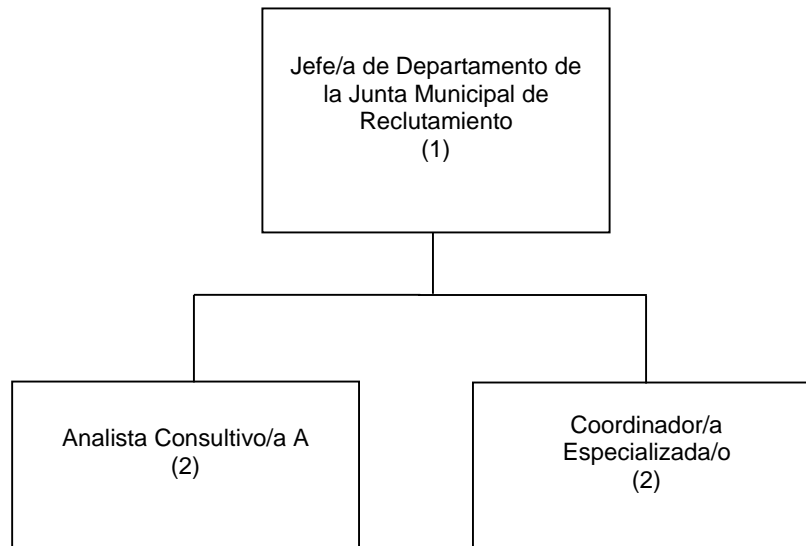 Jefe/a de Departamento de
la Junta Municipal de
Reclutamiento
(1)
Analista Consultivo/a A
(2)
Coordinador/a
Especializada/o
(2)